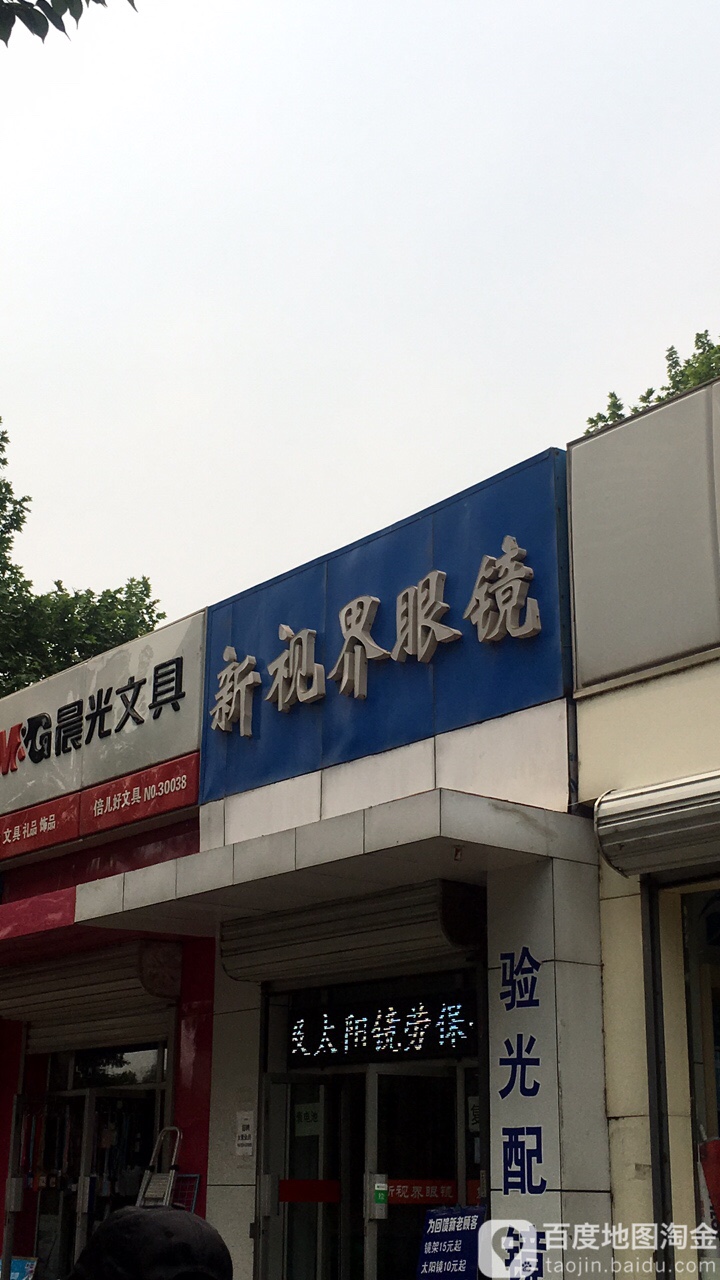 新视界眼镜
M&G晨光文具
文具 礼品 饰品
倍儿好文具 NO.30038
太阳镜劳保
验光配镜
新视界眼镜
为回馈新老顾客
镜架15元起
太阳镜10元起
百度地图淘金
taojin.baidu.com